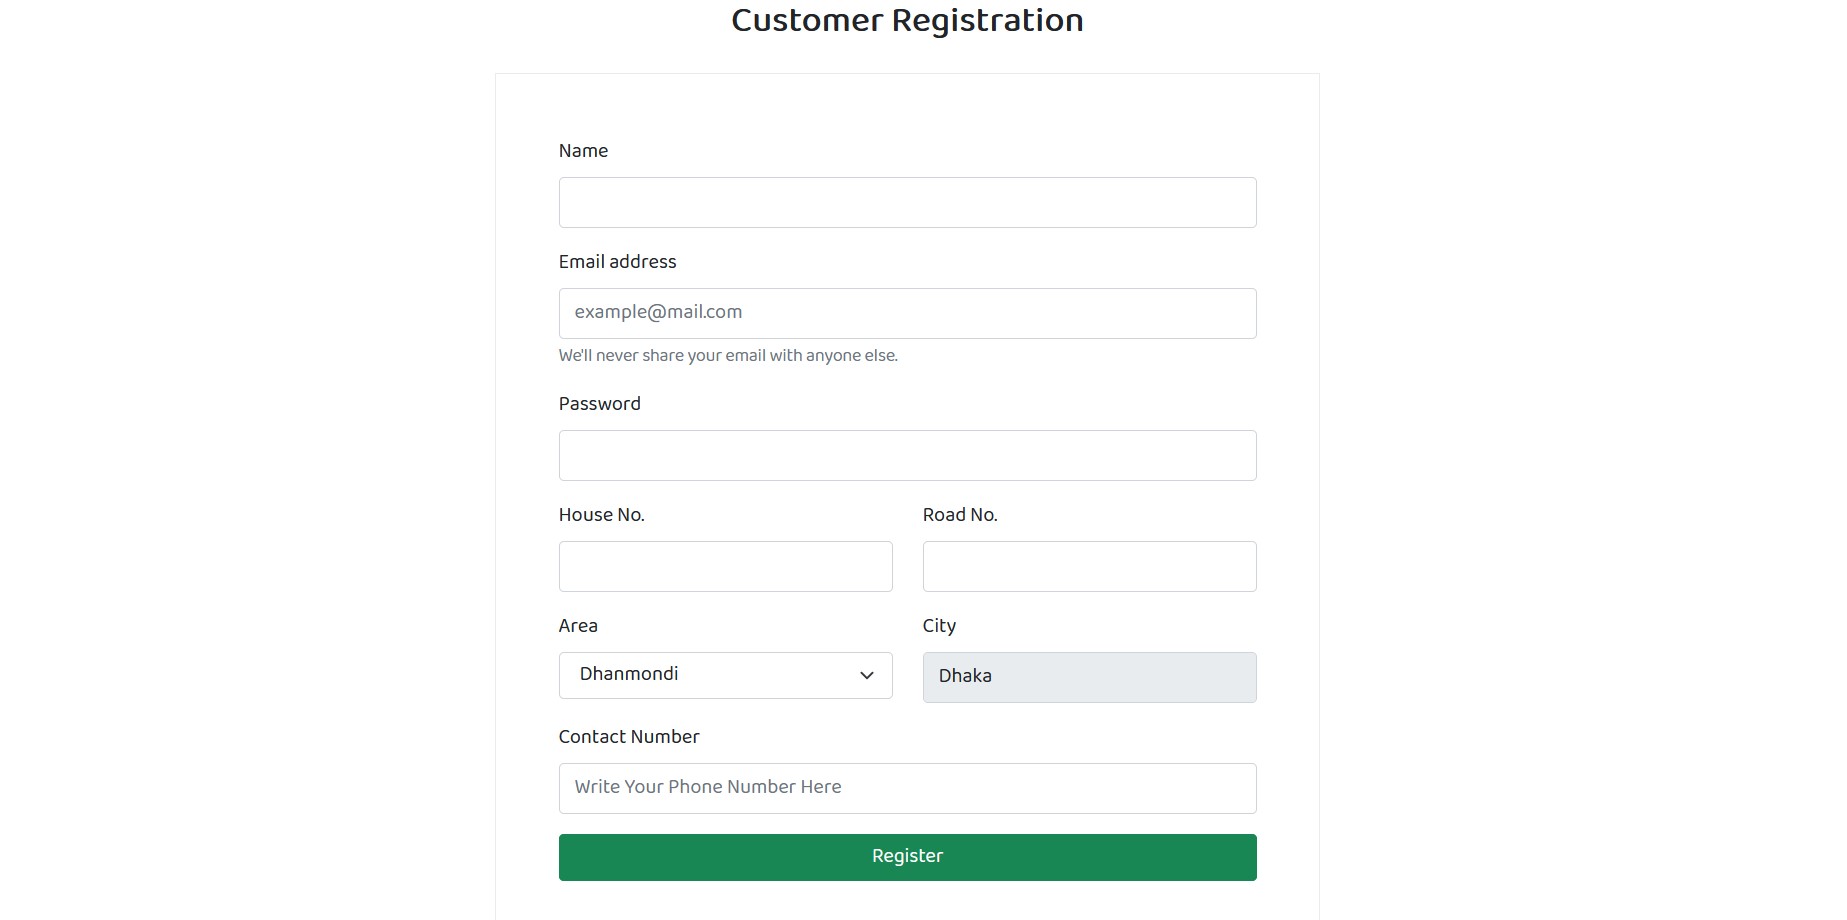 Customer Registration
Name
Email address
example@mail.com
We'll never share your email with anyone else.
Password
House No.
Road No.
Area
City
Dhanmondi
Dhaka
Contact Number
Write Your Phone Number Here
Register